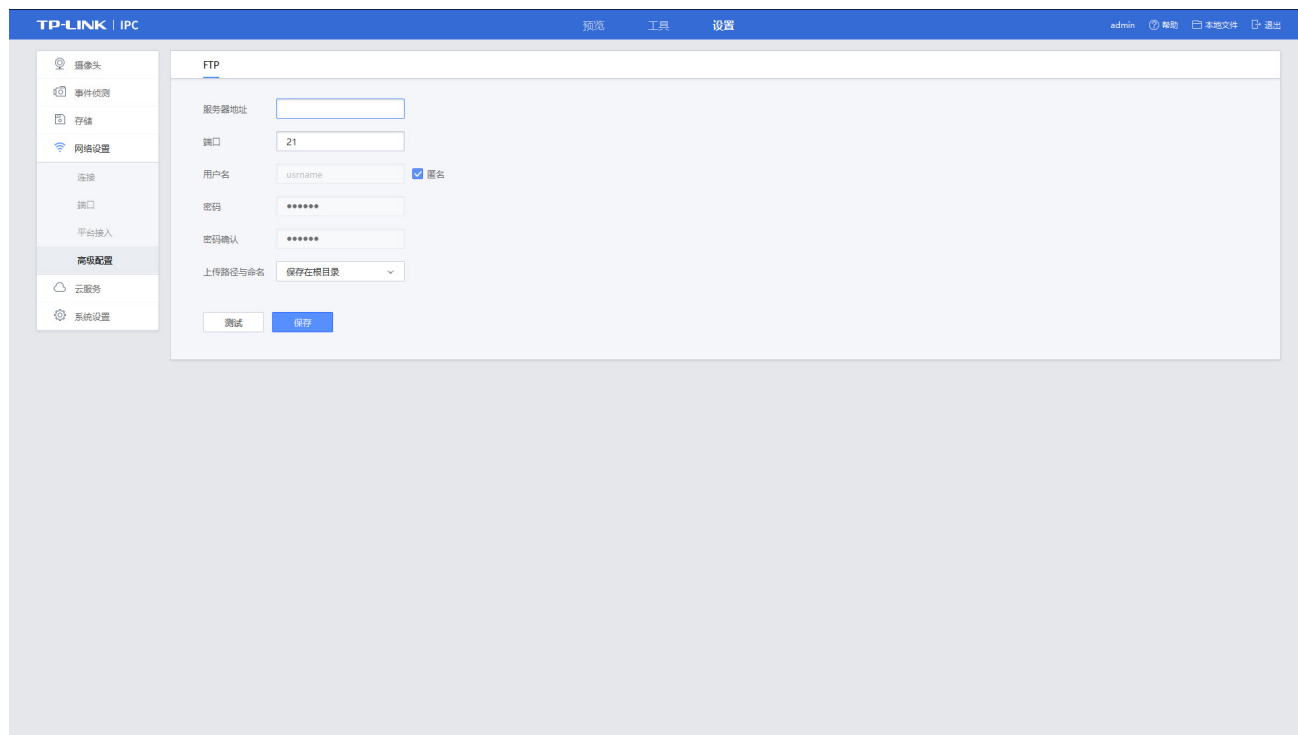 TP-LINK | IPC 预览 工具 设置 admin 帮助 本地文件 退出
摄像头
事件侦测
存储
网络设置
连接
端口
平台接入
高级配置
云服务
系统设置
FTP
服务器地址
端口 21
用户名 usrname 匿名
密码 ●●●●●●
密码确认 ●●●●●●
上传路径与命名 保存在根目录
测试 保存